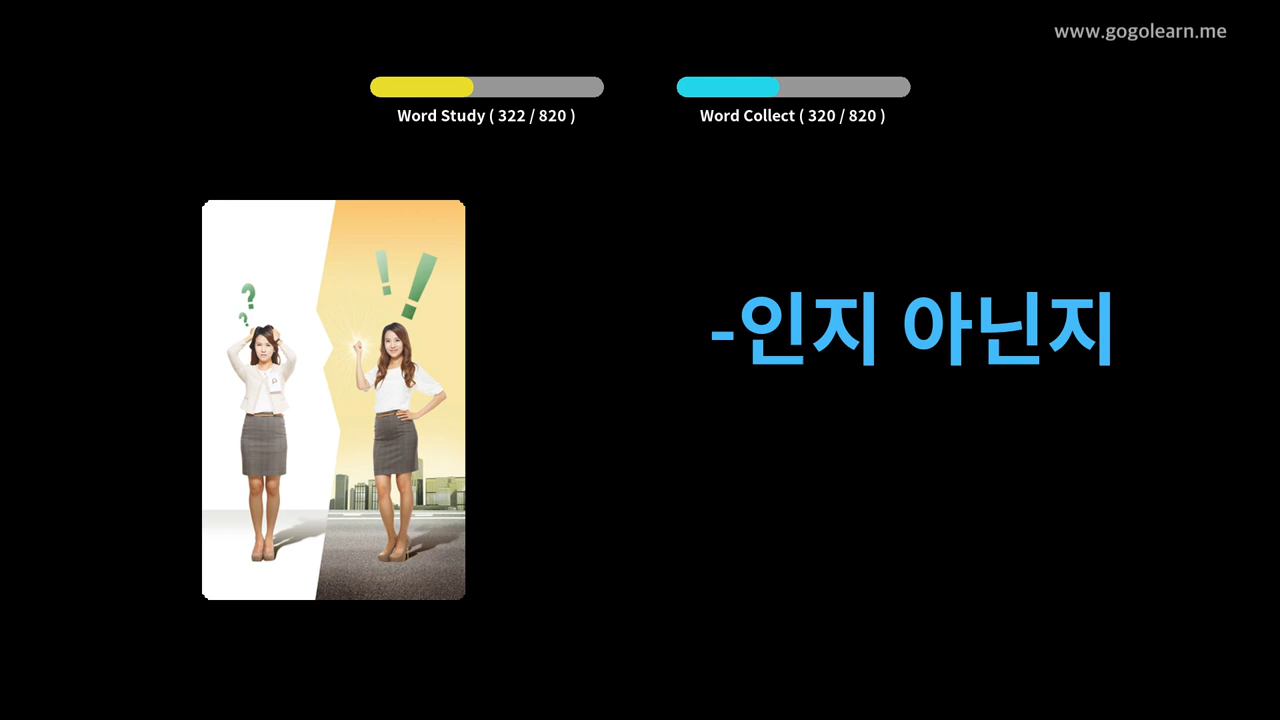 www.gogolearn.me
Word Study ( 322 / 820 )
Word Collect ( 320 / 820 )
? ?
! !
-인지 아닌지